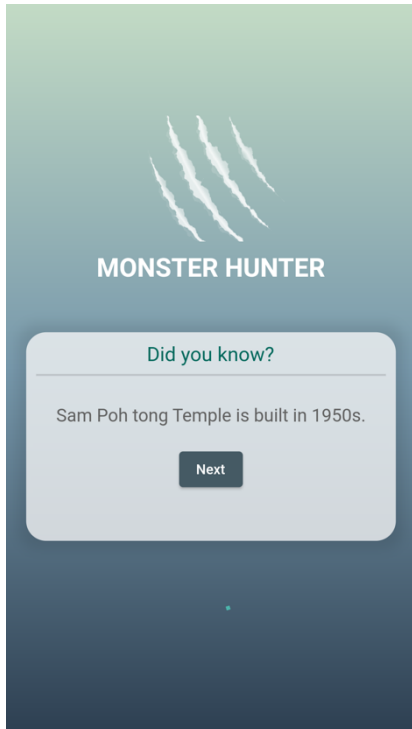 MONSTER HUNTER
Did you know?
Sam Poh tong Temple is built in 1950s.
Next